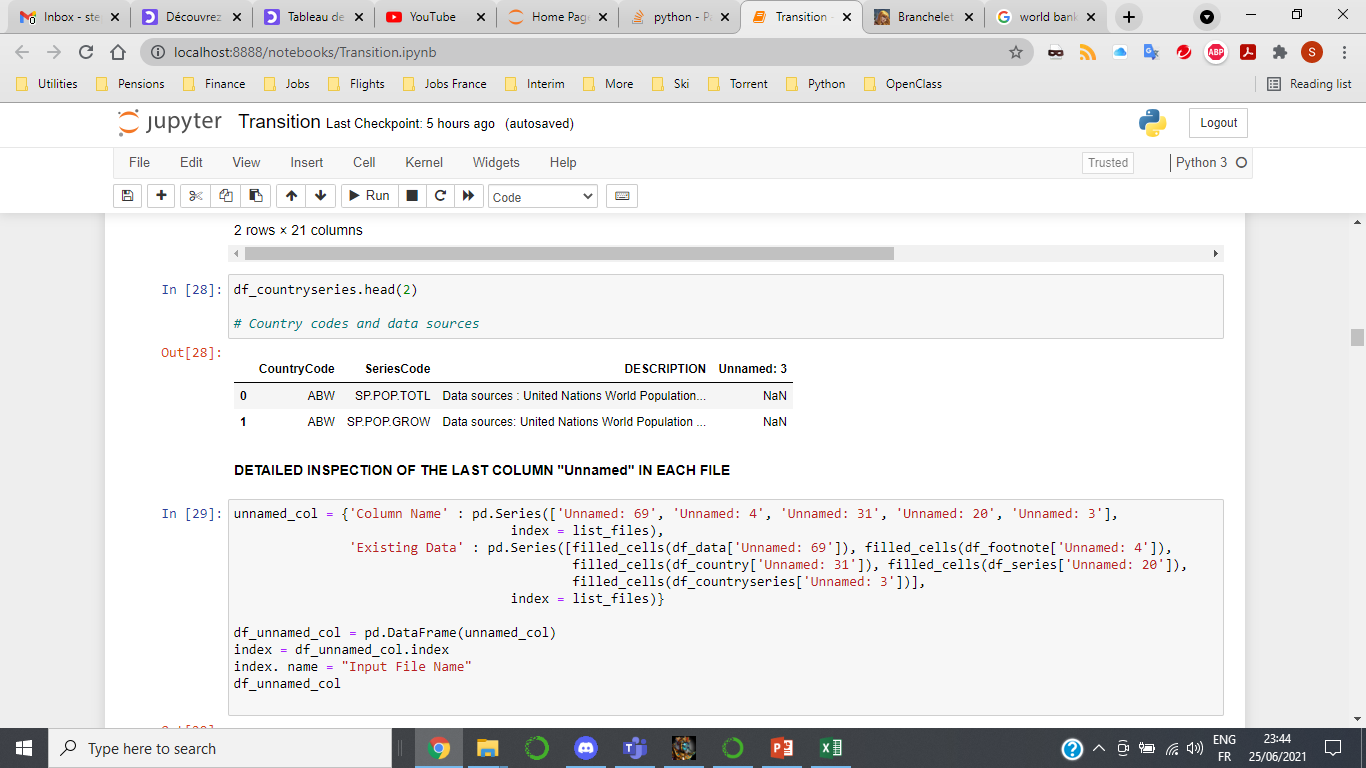 Inbox - ste
Découvrez
Tableau de
YouTube
Home Page
python - P
Transition -
Branchelet
world bank
localhost:8888/notebooks/Transition.ipynb
ABP
S
Utilities
Pensions
Finance
Jobs
Flights
Jobs France
Interim
More
Ski
Torrent
Python
OpenClass
Reading list
jupyter
Transition Last Checkpoint: 5 hours ago (autosaved)
Logout
File
Edit
View
Insert
Cell
Kernel
Widgets
Help
Trusted
Python 3
Run
Code
2 rows × 21 columns
In [28]: df_countryseries.head(2)
# Country codes and data sources
Out[28]:
CountryCode SeriesCode DESCRIPTION Unnamed: 3
0 ABW SP.POP.TOTL Data sources : United Nations World Population... NaN
1 ABW SP.POP.GROW Data sources: United Nations World Population ... NaN
DETAILED INSPECTION OF THE LAST COLUMN "Unnamed" IN EACH FILE
In [29]: unnamed_col = {'Column Name' : pd.Series(['Unnamed: 69', 'Unnamed: 4', 'Unnamed: 31', 'Unnamed: 20', 'Unnamed: 3'],
index = list_files),
'Existing Data' : pd.Series([filled_cells(df_data['Unnamed: 69']), filled_cells(df_footnote['Unnamed: 4']),
filled_cells(df_country['Unnamed: 31']), filled_cells(df_series['Unnamed: 20']),
filled_cells(df_countryseries['Unnamed: 3'])],
index = list_files)}
df_unnamed_col = pd.DataFrame(unnamed_col)
index = df_unnamed_col.index
index. name = "Input File Name"
df_unnamed_col
Type here to search
ENG
FR
23:44
25/06/2021